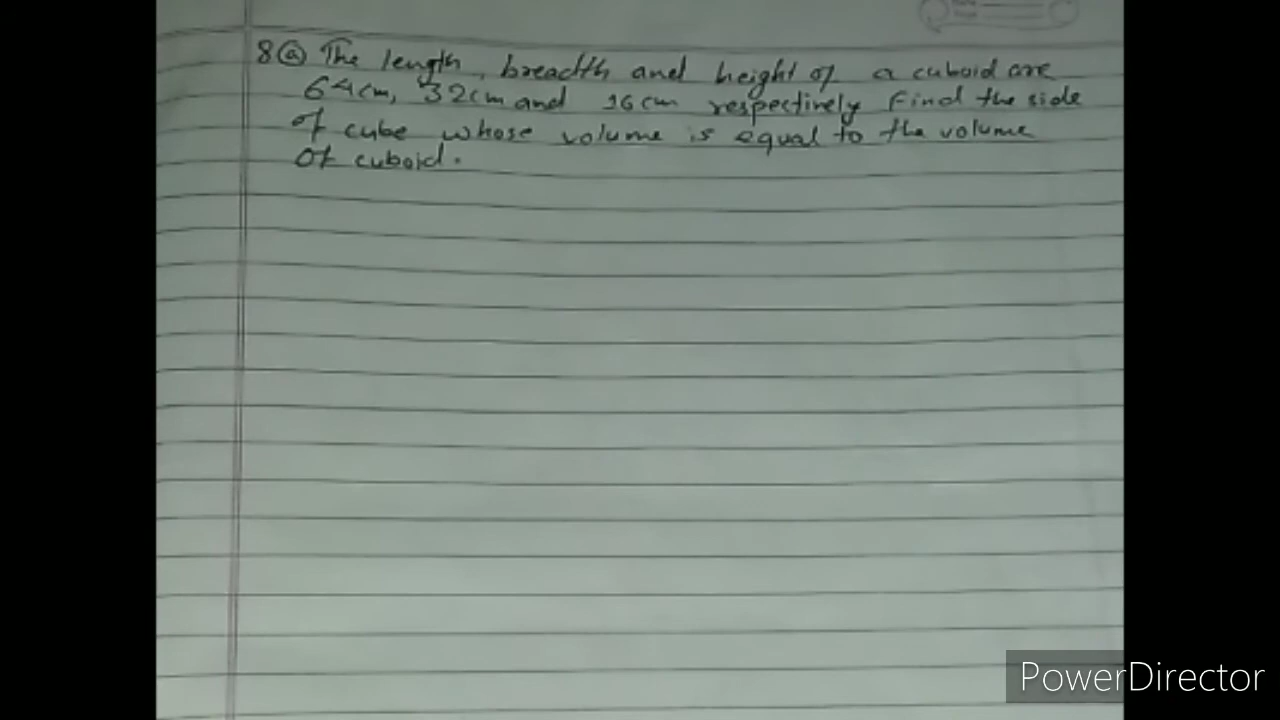 8 (a) The length, breadth and height of a cuboid are
64cm, 32cm and 16cm respectively Find the side
of cube whose volume is equal to the volume
of cuboid.
PowerDirector